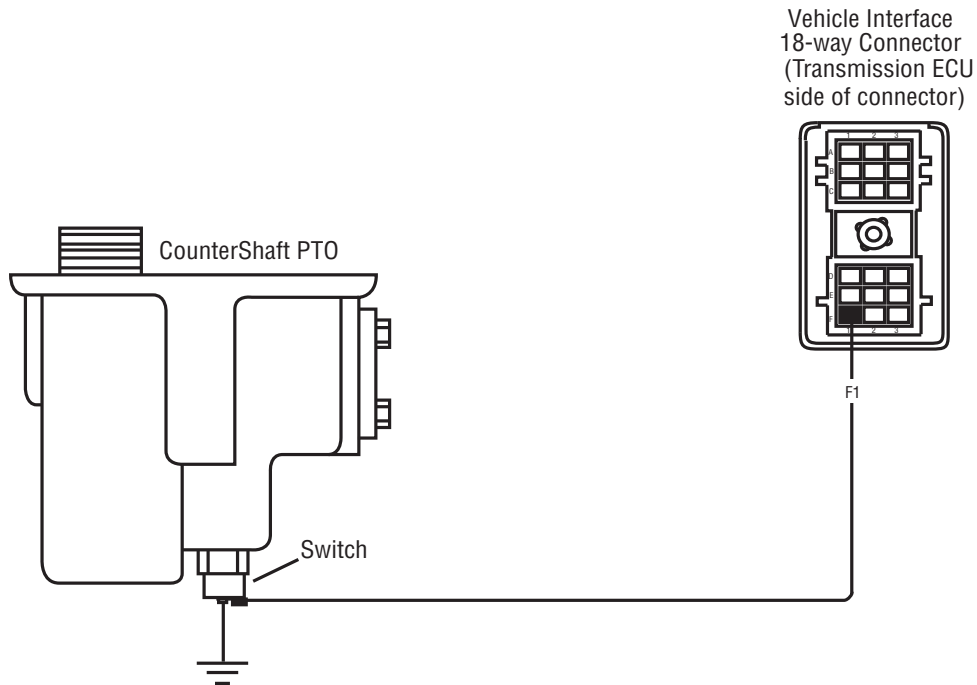 Vehicle Interface
18-way Connector
(Transmission ECU
side of connector)
1 2 3
A
B
C
CounterShaft PTO
D
E
F
1 2 3
F1
Switch